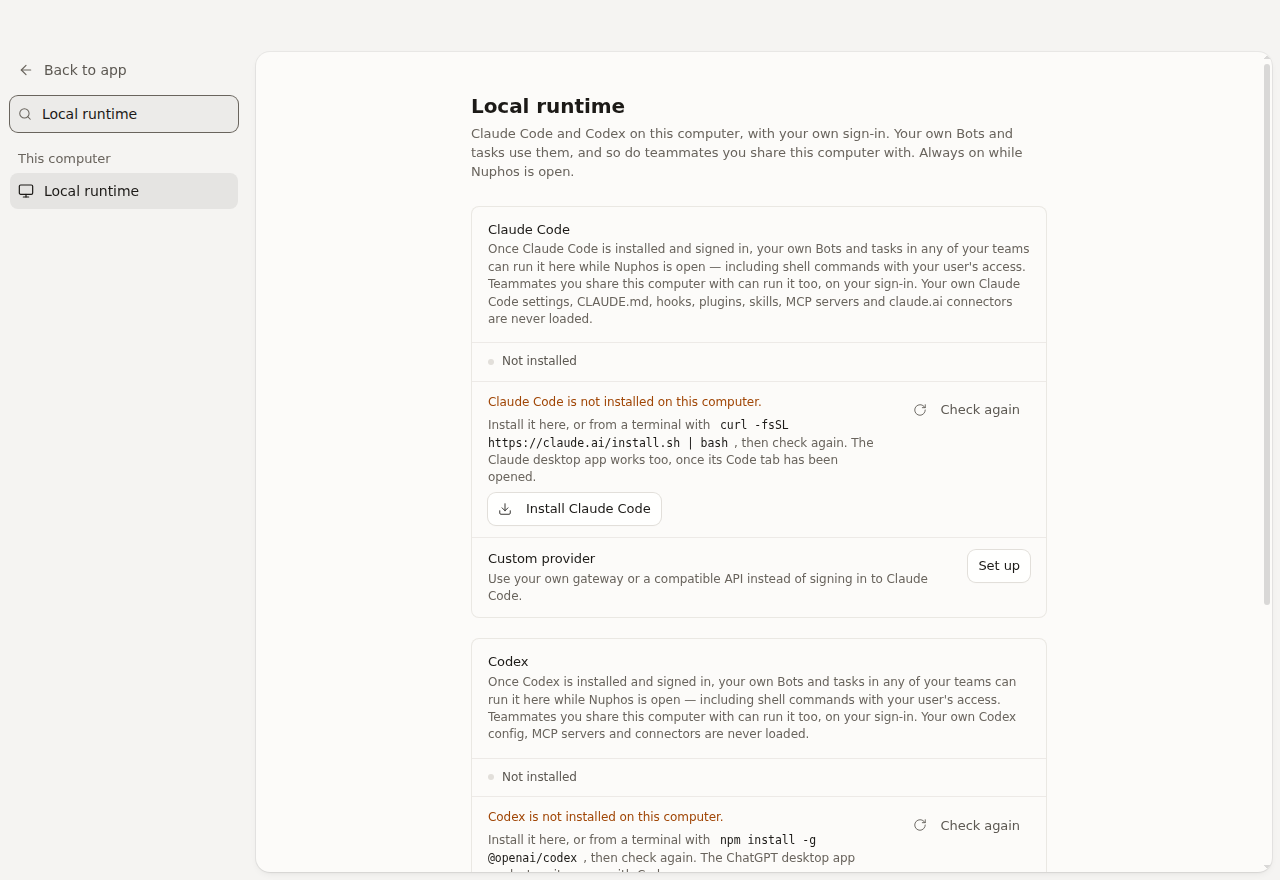 Back to app
Local runtime
This computer
Local runtime
Local runtime
Claude Code and Codex on this computer, with your own sign-in. Your own Bots and
tasks use them, and so do teammates you share this computer with. Always on while
Nuphos is open.
Claude Code
Once Claude Code is installed and signed in, your own Bots and tasks in any of your teams
can run it here while Nuphos is open — including shell commands with your user's access.
Teammates you share this computer with can run it too, on your sign-in. Your own Claude
Code settings, CLAUDE.md, hooks, plugins, skills, MCP servers and claude.ai connectors
are never loaded.
Not installed
Claude Code is not installed on this computer.
Check again
Install it here, or from a terminal with curl -fsSL
https://claude.ai/install.sh | bash , then check again. The
Claude desktop app works too, once its Code tab has been
opened.
Install Claude Code
Custom provider
Set up
Use your own gateway or a compatible API instead of signing in to Claude
Code.
Codex
Once Codex is installed and signed in, your own Bots and tasks in any of your teams can
run it here while Nuphos is open — including shell commands with your user's access.
Teammates you share this computer with can run it too, on your sign-in. Your own Codex
config, MCP servers and connectors are never loaded.
Not installed
Codex is not installed on this computer.
Check again
Install it here, or from a terminal with npm install -g
@openai/codex , then check again. The ChatGPT desktop app